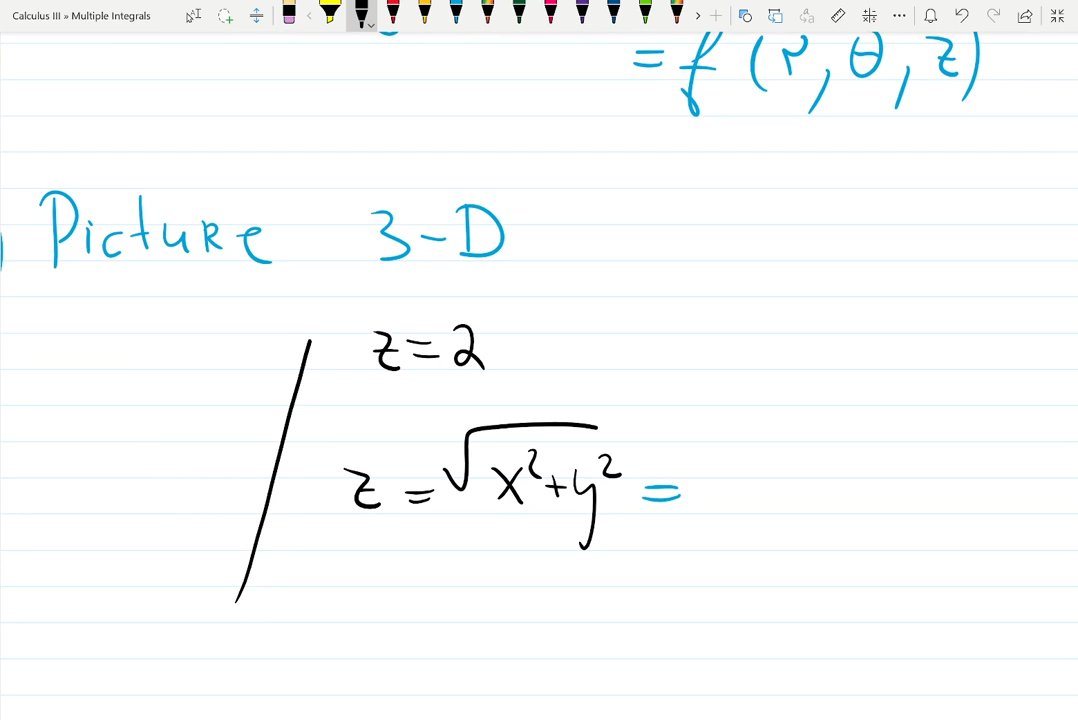 Calculus III » Multiple Integrals
= f (r, θ, z)
Picture 3-D
z = 2
z = √(x² + y²) =